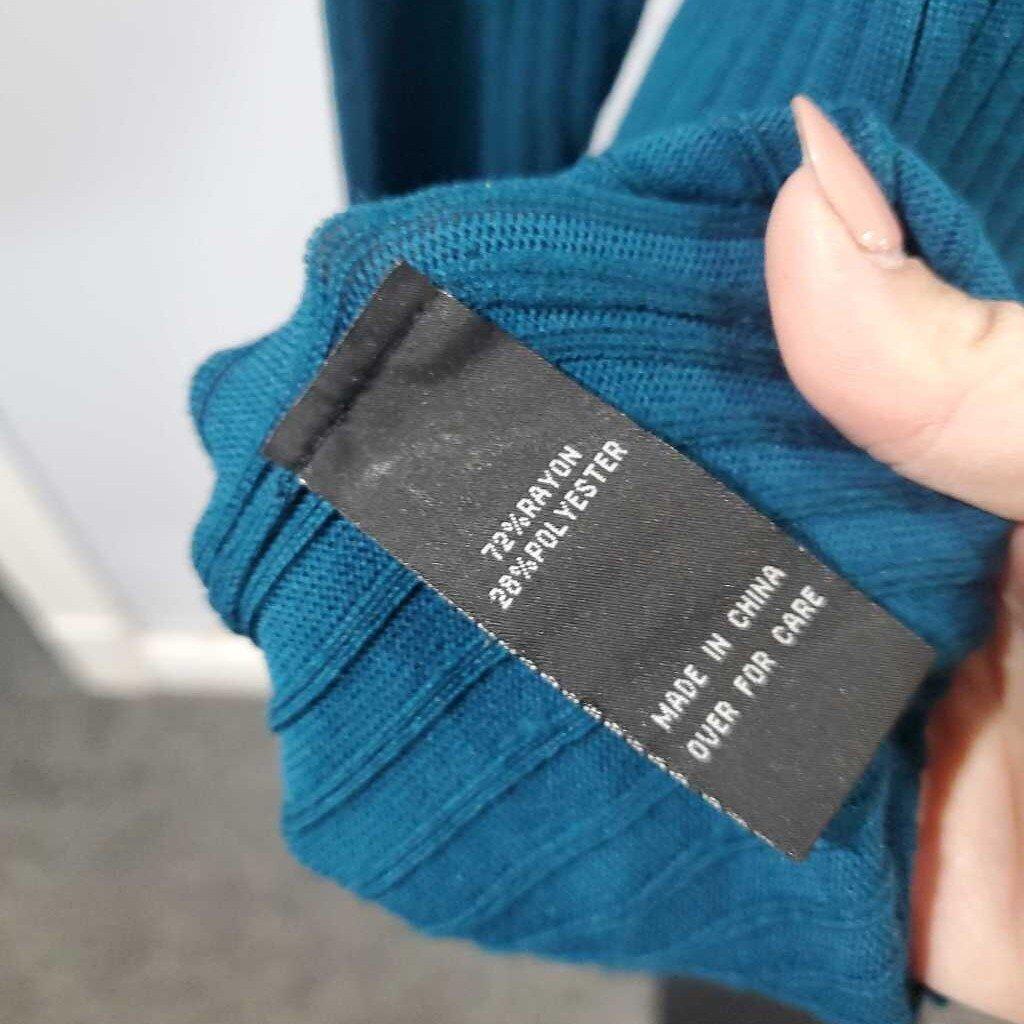 72%RAYON
28%POLYESTER
MADE IN CHINA
OVER FOR CARE